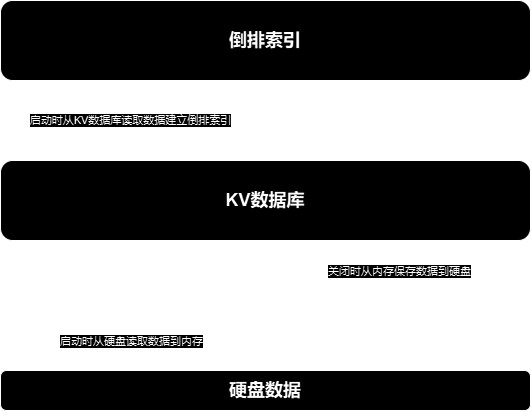 倒排索引
启动时从KV数据库读取数据建立倒排索引
KV数据库
关闭时从内存保存数据到硬盘
启动时从硬盘读取数据到内存
硬盘数据